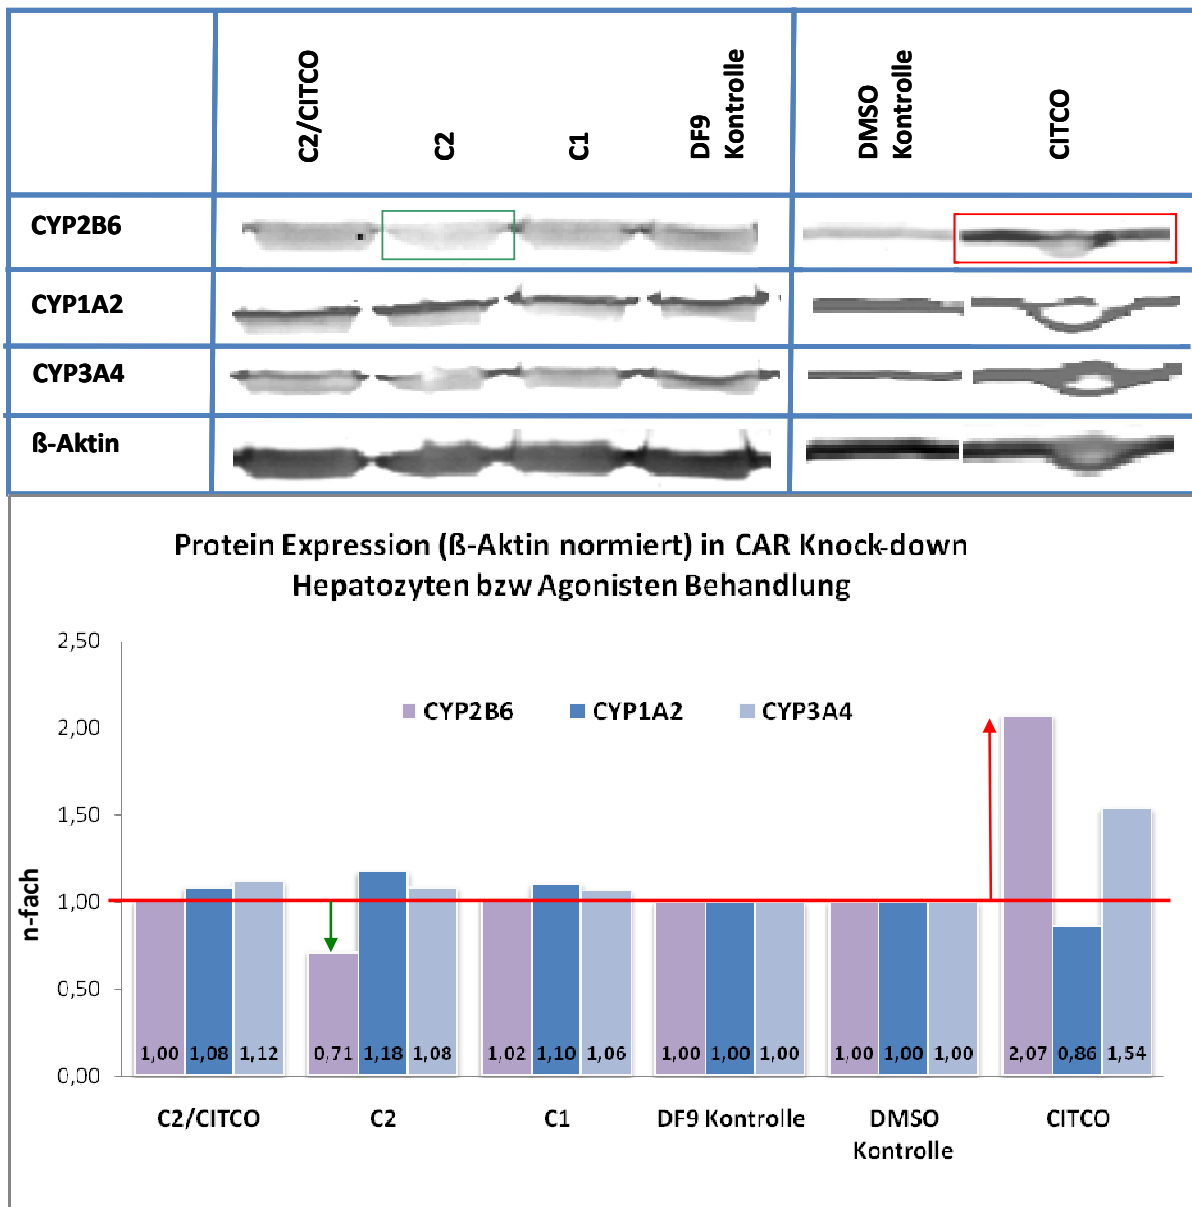 C2/CITCO
C2
C1
DF9
Kontrolle
DMSO
Kontrolle
CITCO
CYP2B6
CYP1A2
CYP3A4
ß-Aktin
Protein Expression (ß-Aktin normiert) in CAR Knock-down
Hepatozyten bzw Agonisten Behandlung
n-fach
2,50
2,00
1,50
1,00
0,50
0,00
CYP2B6 CYP1A2 CYP3A4
1,00 1,08 1,12 0,71 1,18 1,08 1,02 1,10 1,06 1,00 1,00 1,00 1,00 1,00 1,00 2,07 0,86 1,54
C2/CITCO C2 C1 DF9 Kontrolle DMSO CITCO
Kontrolle